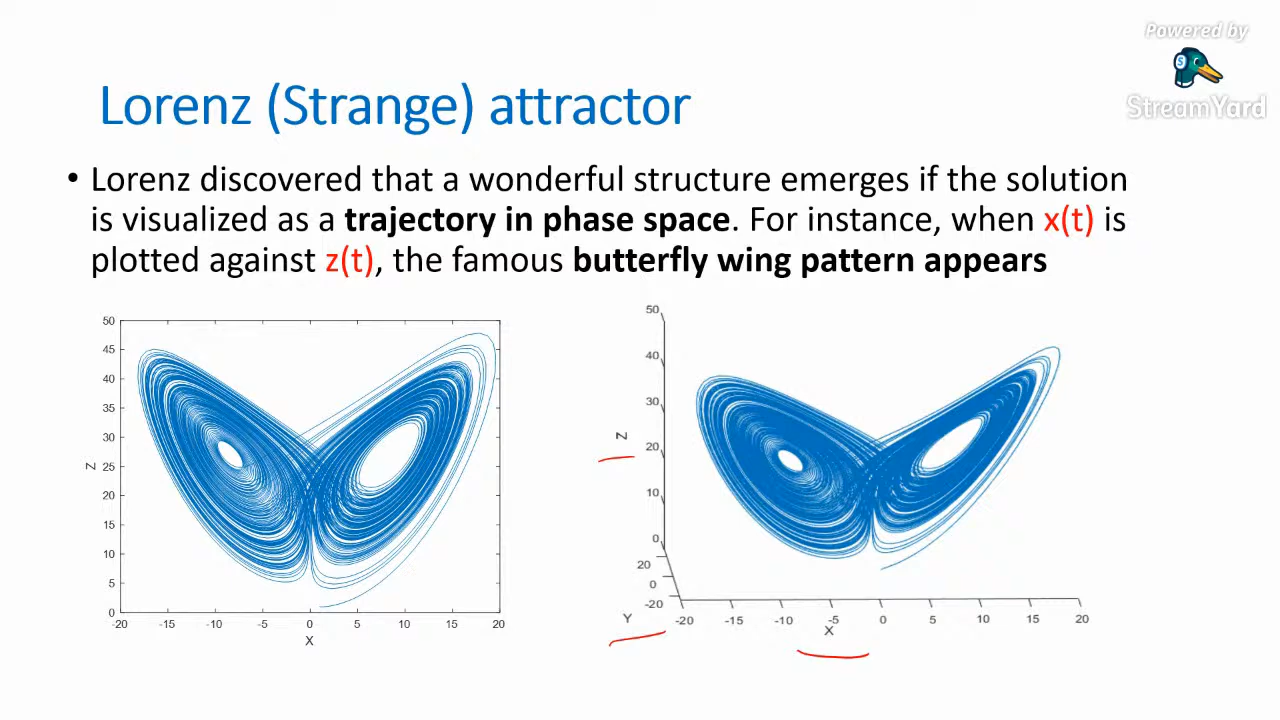 Powered by
StreamYard
Lorenz (Strange) attractor
• Lorenz discovered that a wonderful structure emerges if the solution
is visualized as a trajectory in phase space. For instance, when x(t) is
plotted against z(t), the famous butterfly wing pattern appears
50
45
40
35
30
25
20
15
10
5
0
Z
-20 -15 -10 -5 0 5 10 15 20
X
50
40
30
20
10
0
Z
20
0
-20
Y
-20 -15 -10 -5 0 5 10 15 20
X